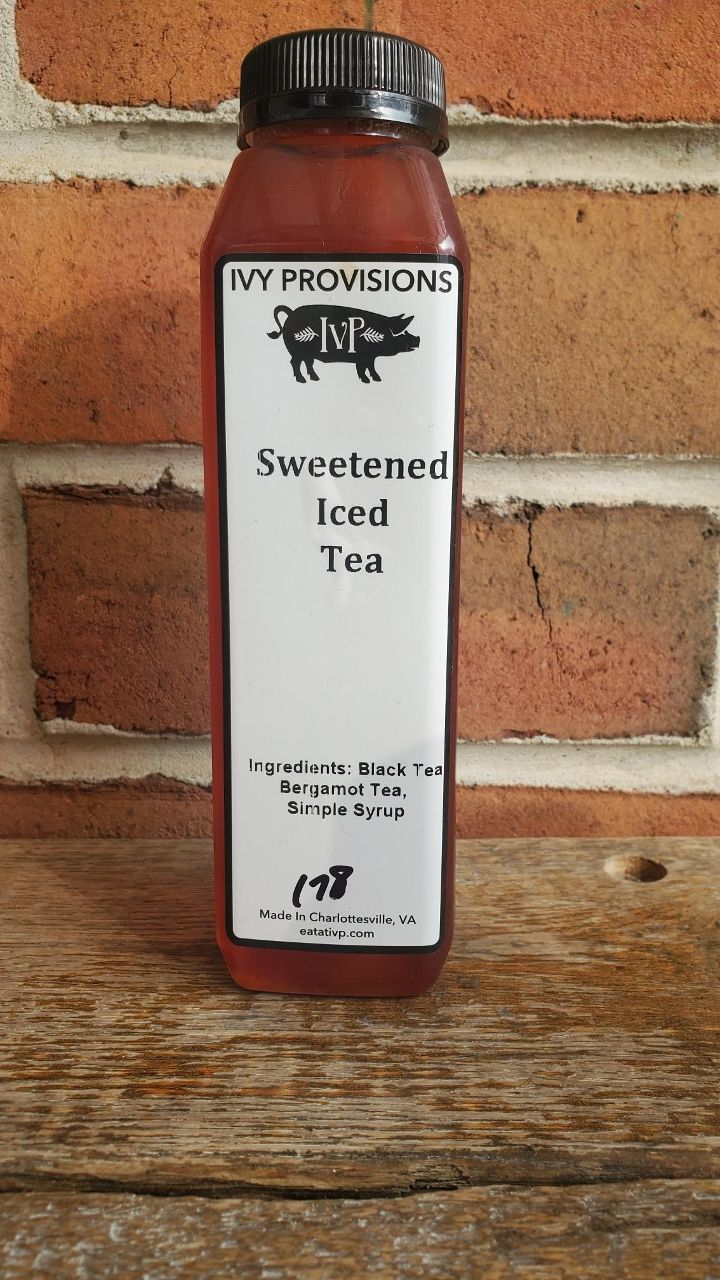 IVY PROVISIONS
IVP
Sweetened
Iced
Tea
Ingredients: Black Tea
Bergamot Tea,
Simple Syrup
178
Made In Charlottesville, VA
eatativp.com